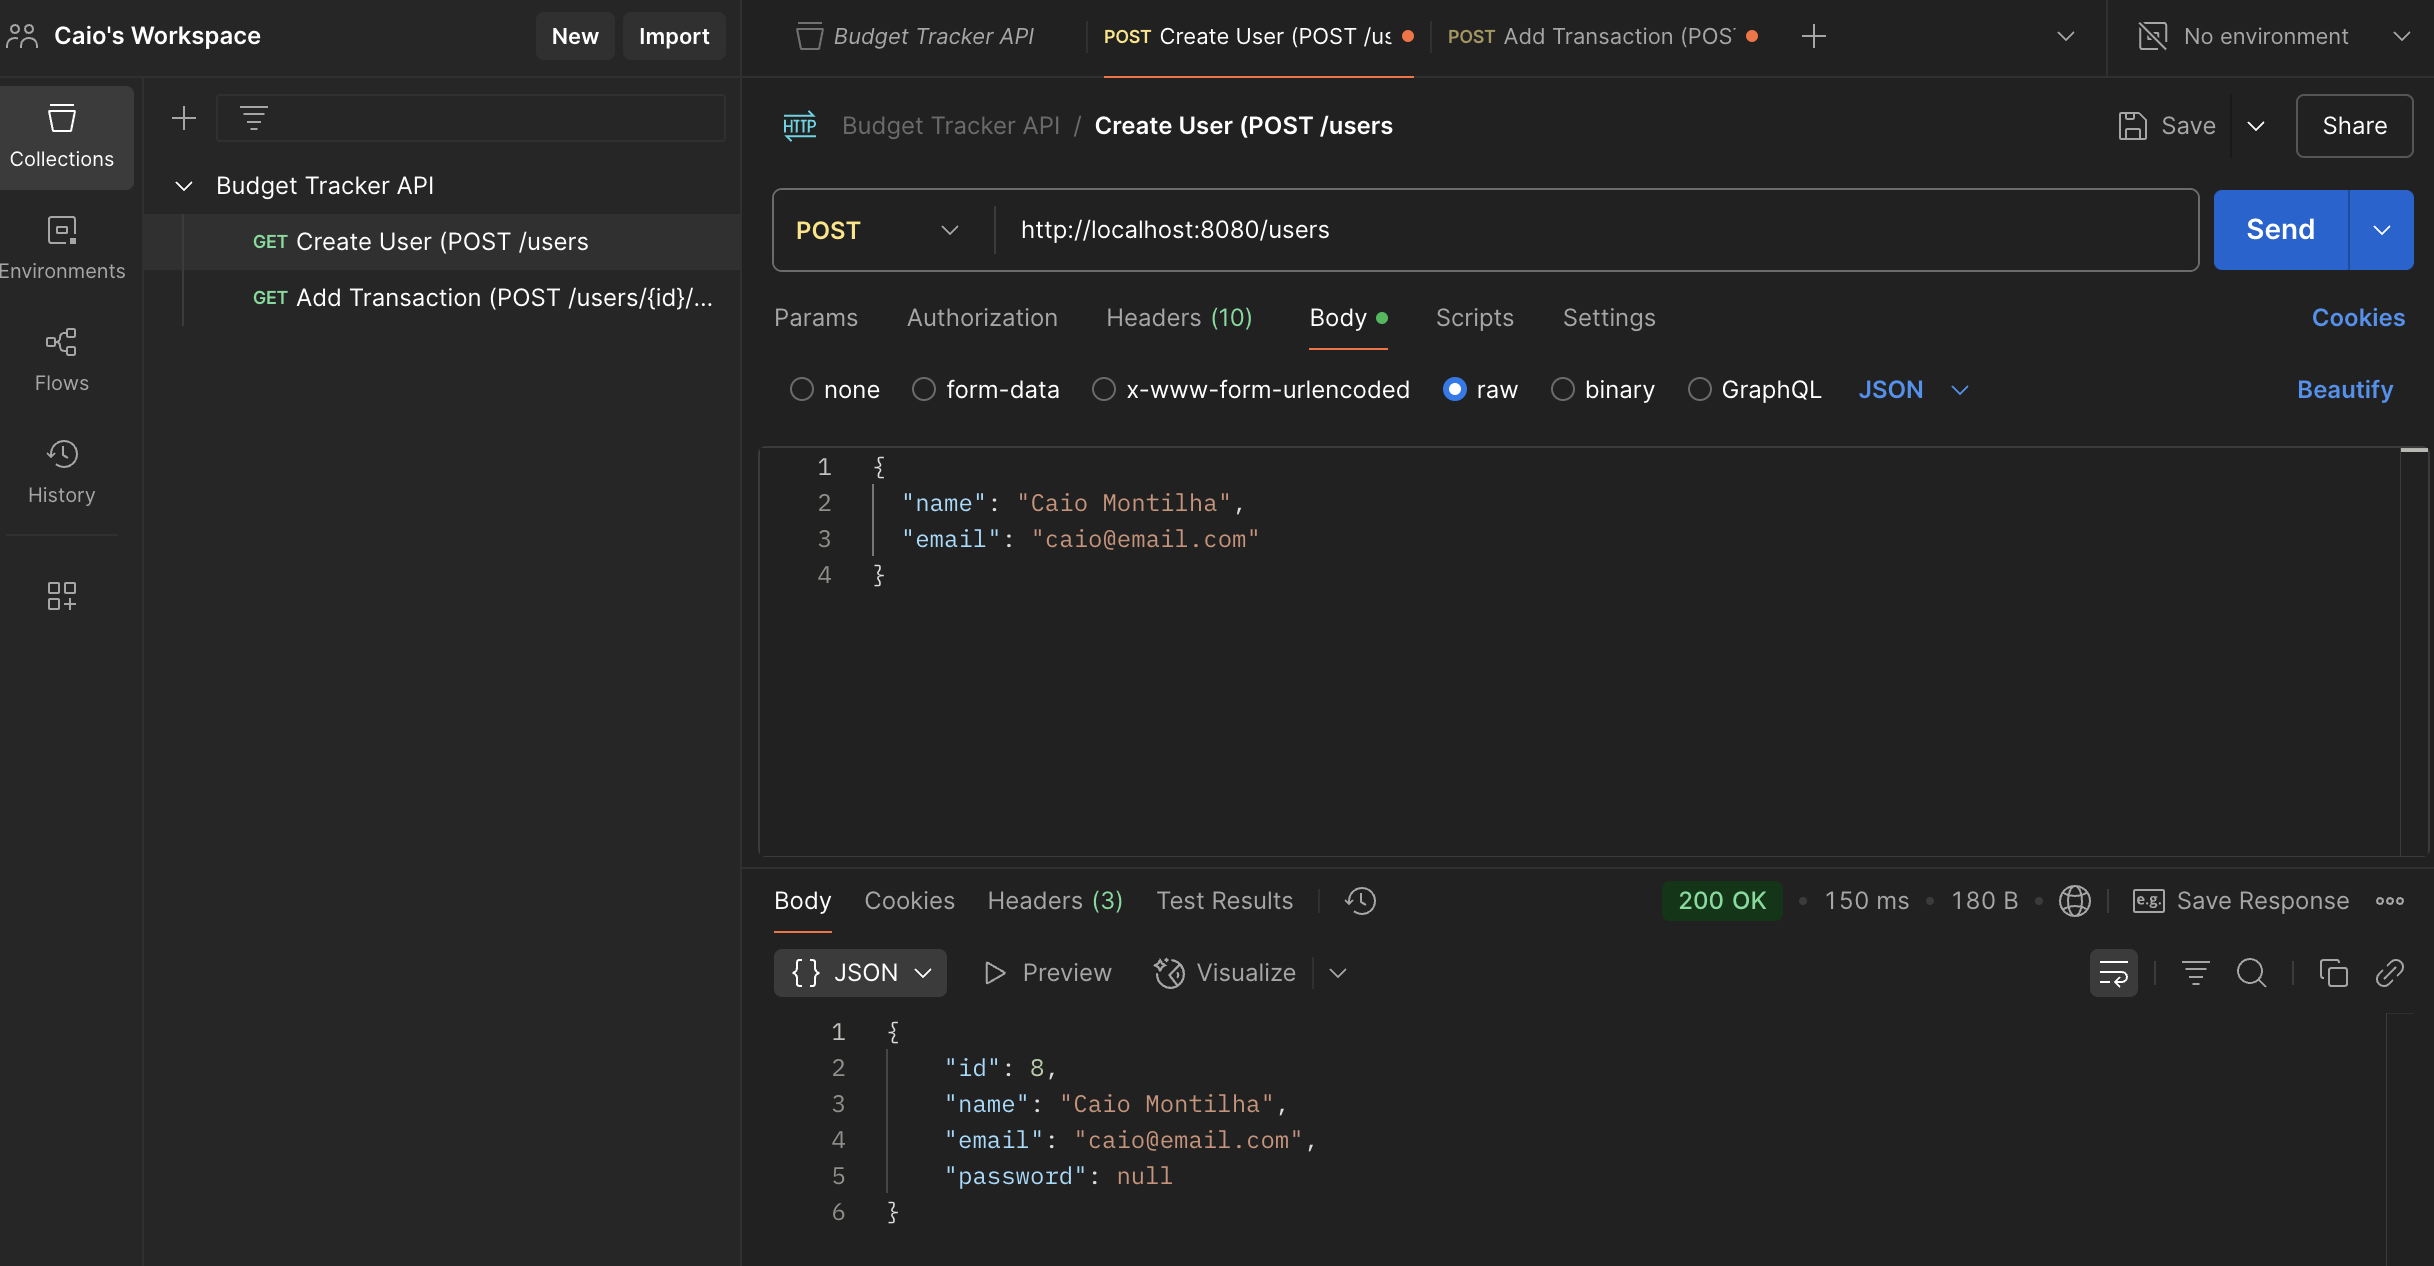 Caio's Workspace
New
Import
Budget Tracker API
POST Create User (POST /us
POST Add Transaction (POS
No environment
Collections
Environments
Flows
History
Budget Tracker API
GET Create User (POST /users
GET Add Transaction (POST /users/{id}/...
HTTP
Budget Tracker API / Create User (POST /users
Save
Share
POST
http://localhost:8080/users
Send
Params
Authorization
Headers (10)
Body
Scripts
Settings
Cookies
none
form-data
x-www-form-urlencoded
raw
binary
GraphQL
JSON
Beautify
1 {
2 "name": "Caio Montilha",
3 "email": "caio@email.com"
4 }
Body
Cookies
Headers (3)
Test Results
200 OK
150 ms
180 B
e.g. Save Response
{} JSON
Preview
Visualize
1 {
2 "id": 8,
3 "name": "Caio Montilha",
4 "email": "caio@email.com",
5 "password": null
6 }